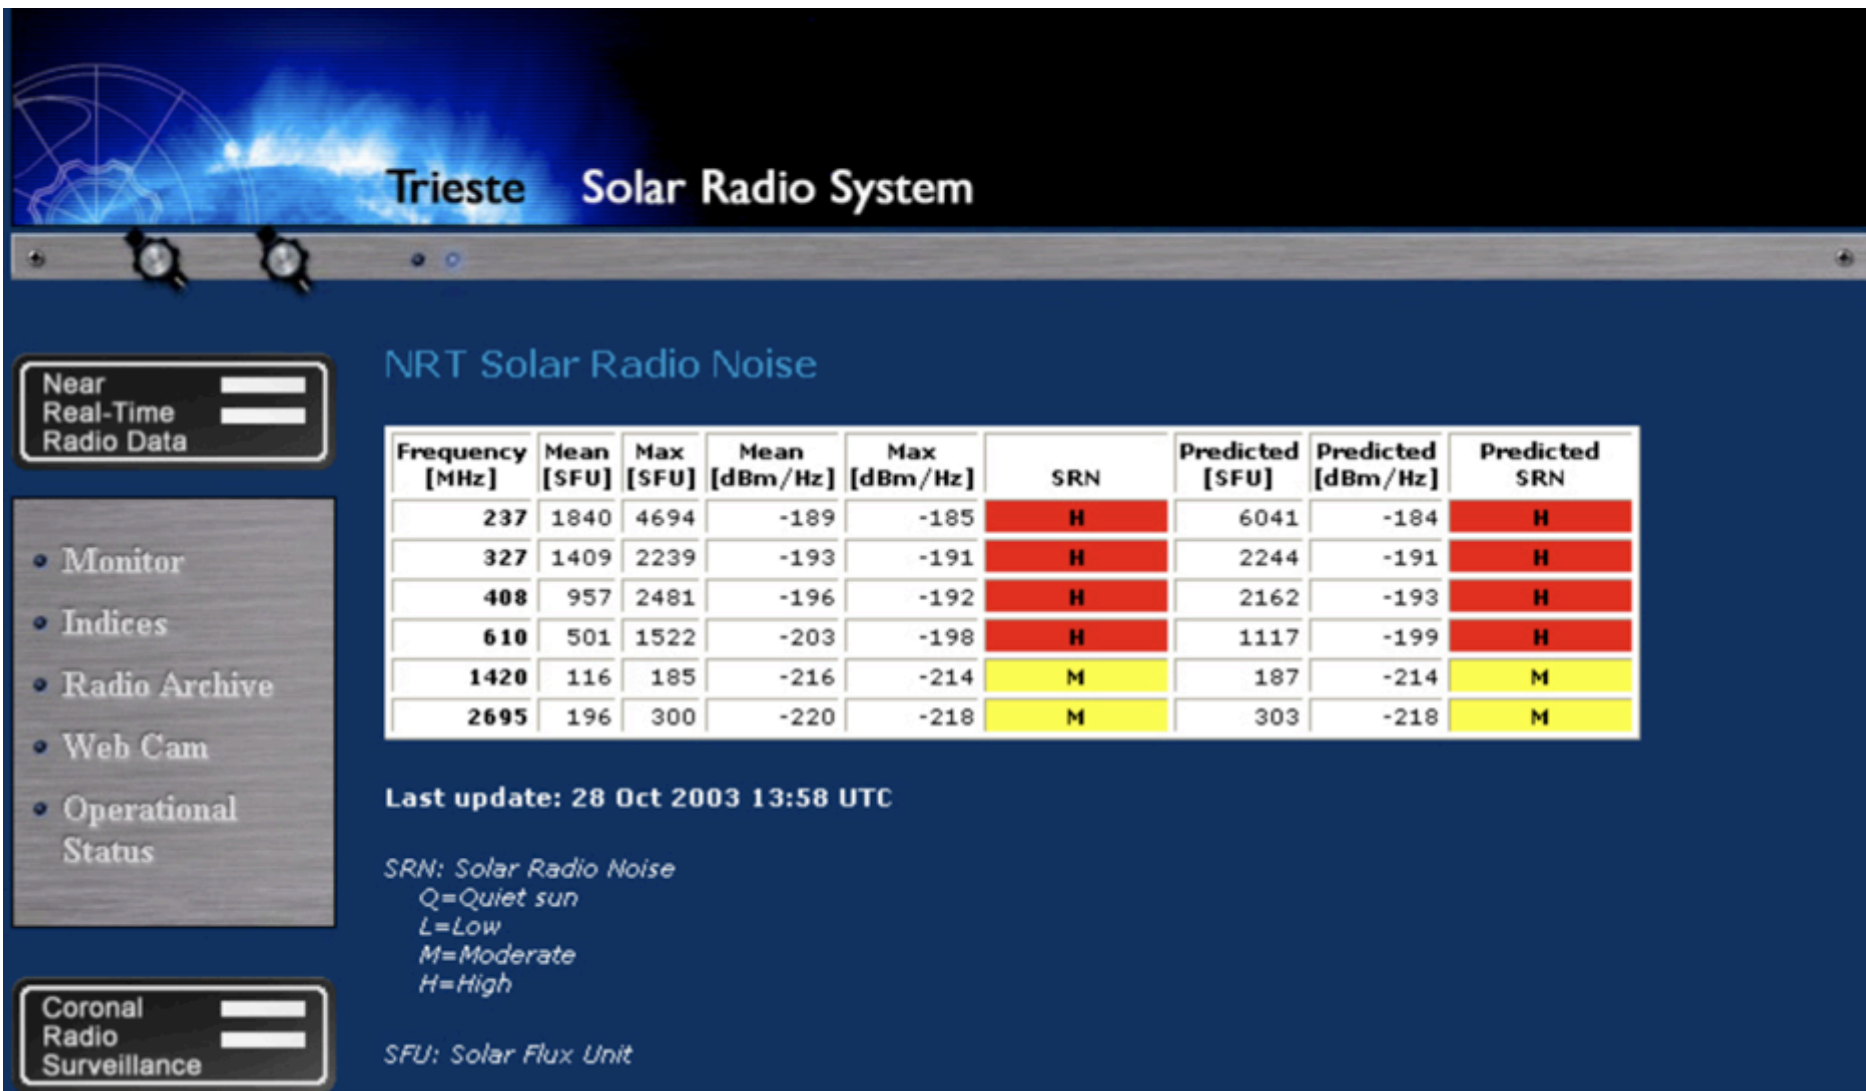 Trieste Solar Radio System
Near
Real-Time
Radio Data
Monitor
Indices
Radio Archive
Web Cam
Operational
Status
Coronal
Radio
Surveillance
NRT Solar Radio Noise
Frequency Mean Max Mean Max Predicted Predicted Predicted
[MHz] [SFU] [SFU] [dBm/Hz] [dBm/Hz] SRN [SFU] [dBm/Hz] SRN
237 1840 4694 -189 -185 H 6041 -184 H
327 1409 2239 -193 -191 H 2244 -191 H
408 957 2481 -196 -192 H 2162 -193 H
610 501 1522 -203 -198 H 1117 -199 H
1420 116 185 -216 -214 M 187 -214 M
2695 196 300 -220 -218 M 303 -218 M
Last update: 28 Oct 2003 13:58 UTC
SRN: Solar Radio Noise
Q=Quiet sun
L=Low
M=Moderate
H=High
SFU: Solar Flux Unit